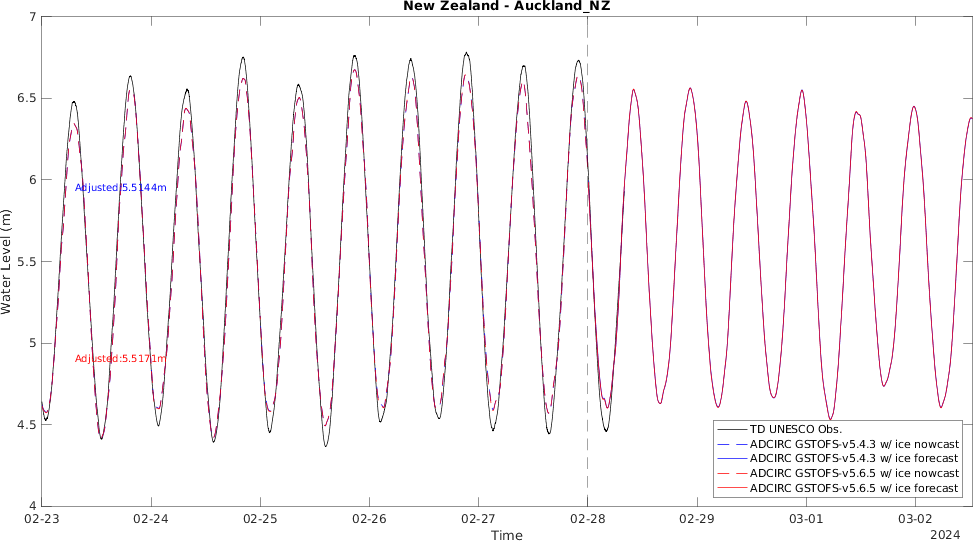 New Zealand - Auckland_NZ
7
6.5
6
5.5
5
4.5
4
Water Level (m)
Adjusted:5.5144m
Adjusted:5.5171m
TD UNESCO Obs.
ADCIRC GSTOFS-v5.4.3 w/ ice nowcast
ADCIRC GSTOFS-v5.4.3 w/ ice forecast
ADCIRC GSTOFS-v5.6.5 w/ ice nowcast
ADCIRC GSTOFS-v5.6.5 w/ ice forecast
02-23 02-24 02-25 02-26 02-27 02-28 02-29 03-01 03-02
Time
2024